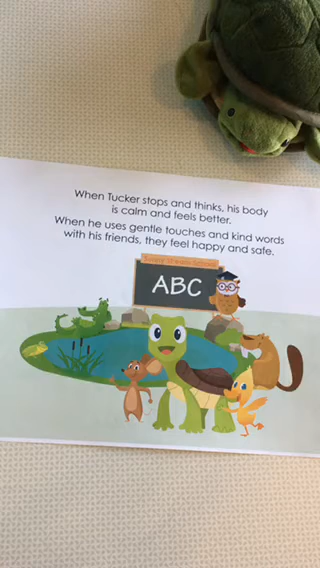 When Tucker stops and thinks, his body
is calm and feels better.
When he uses gentle touches and kind words
with his friends, they feel happy and safe.
ABC